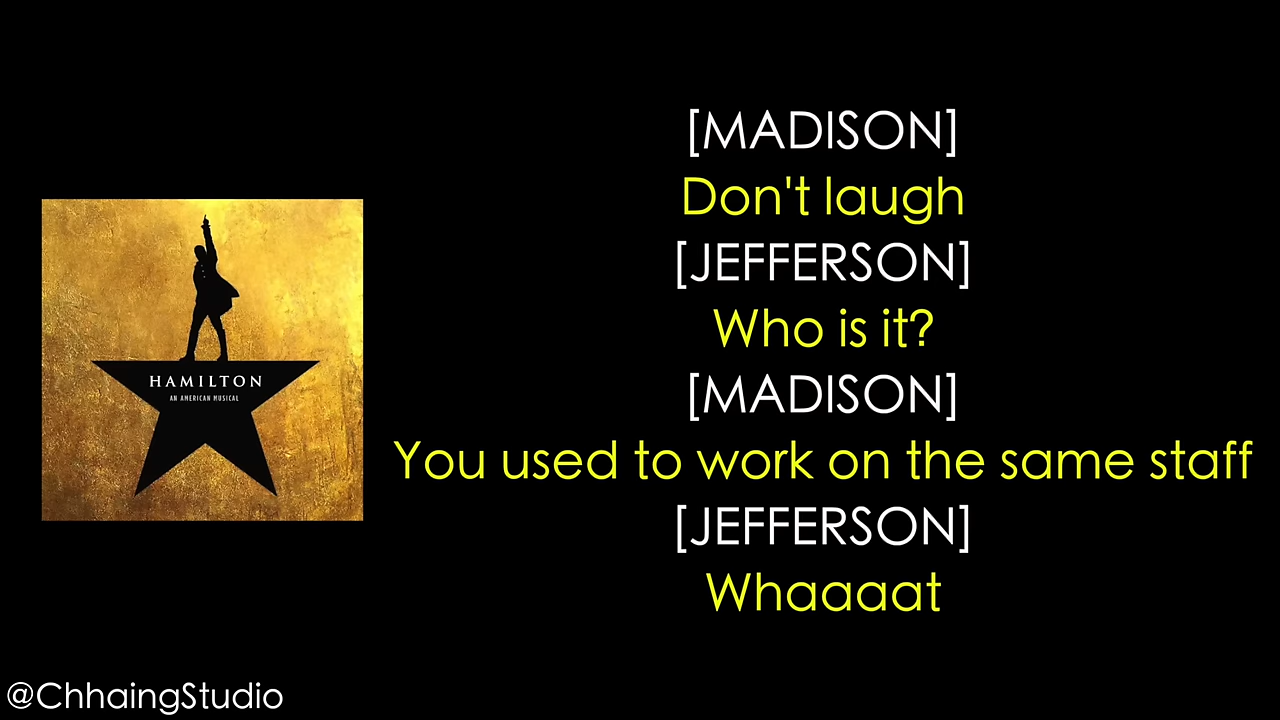 [MADISON]
Don't laugh
[JEFFERSON]
Who is it?
[MADISON]
You used to work on the same staff
[JEFFERSON]
Whaaaat
HAMILTON
AN AMERICAN MUSICAL
@ChhaingStudio